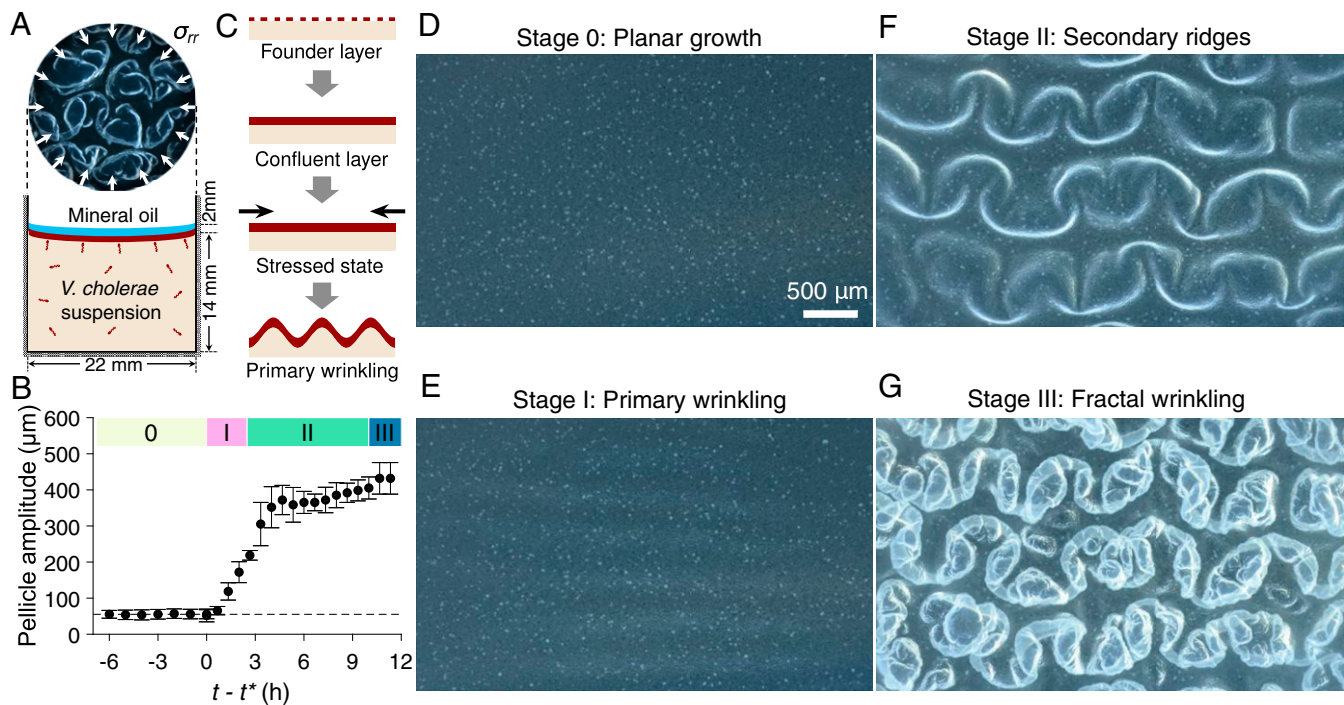 A
σrr
Mineral oil
2mm
14 mm
V. cholerae
suspension
22 mm
B
Pellicle amplitude (μm)
600
500
400
300
200
100
0
0
I
II
III
-6
-3
0
3
6
9
12
t - t* (h)
C
Founder layer
Confluent layer
Stressed state
Primary wrinkling
D
Stage 0: Planar growth
500 μm
E
Stage I: Primary wrinkling
F
Stage II: Secondary ridges
G
Stage III: Fractal wrinkling